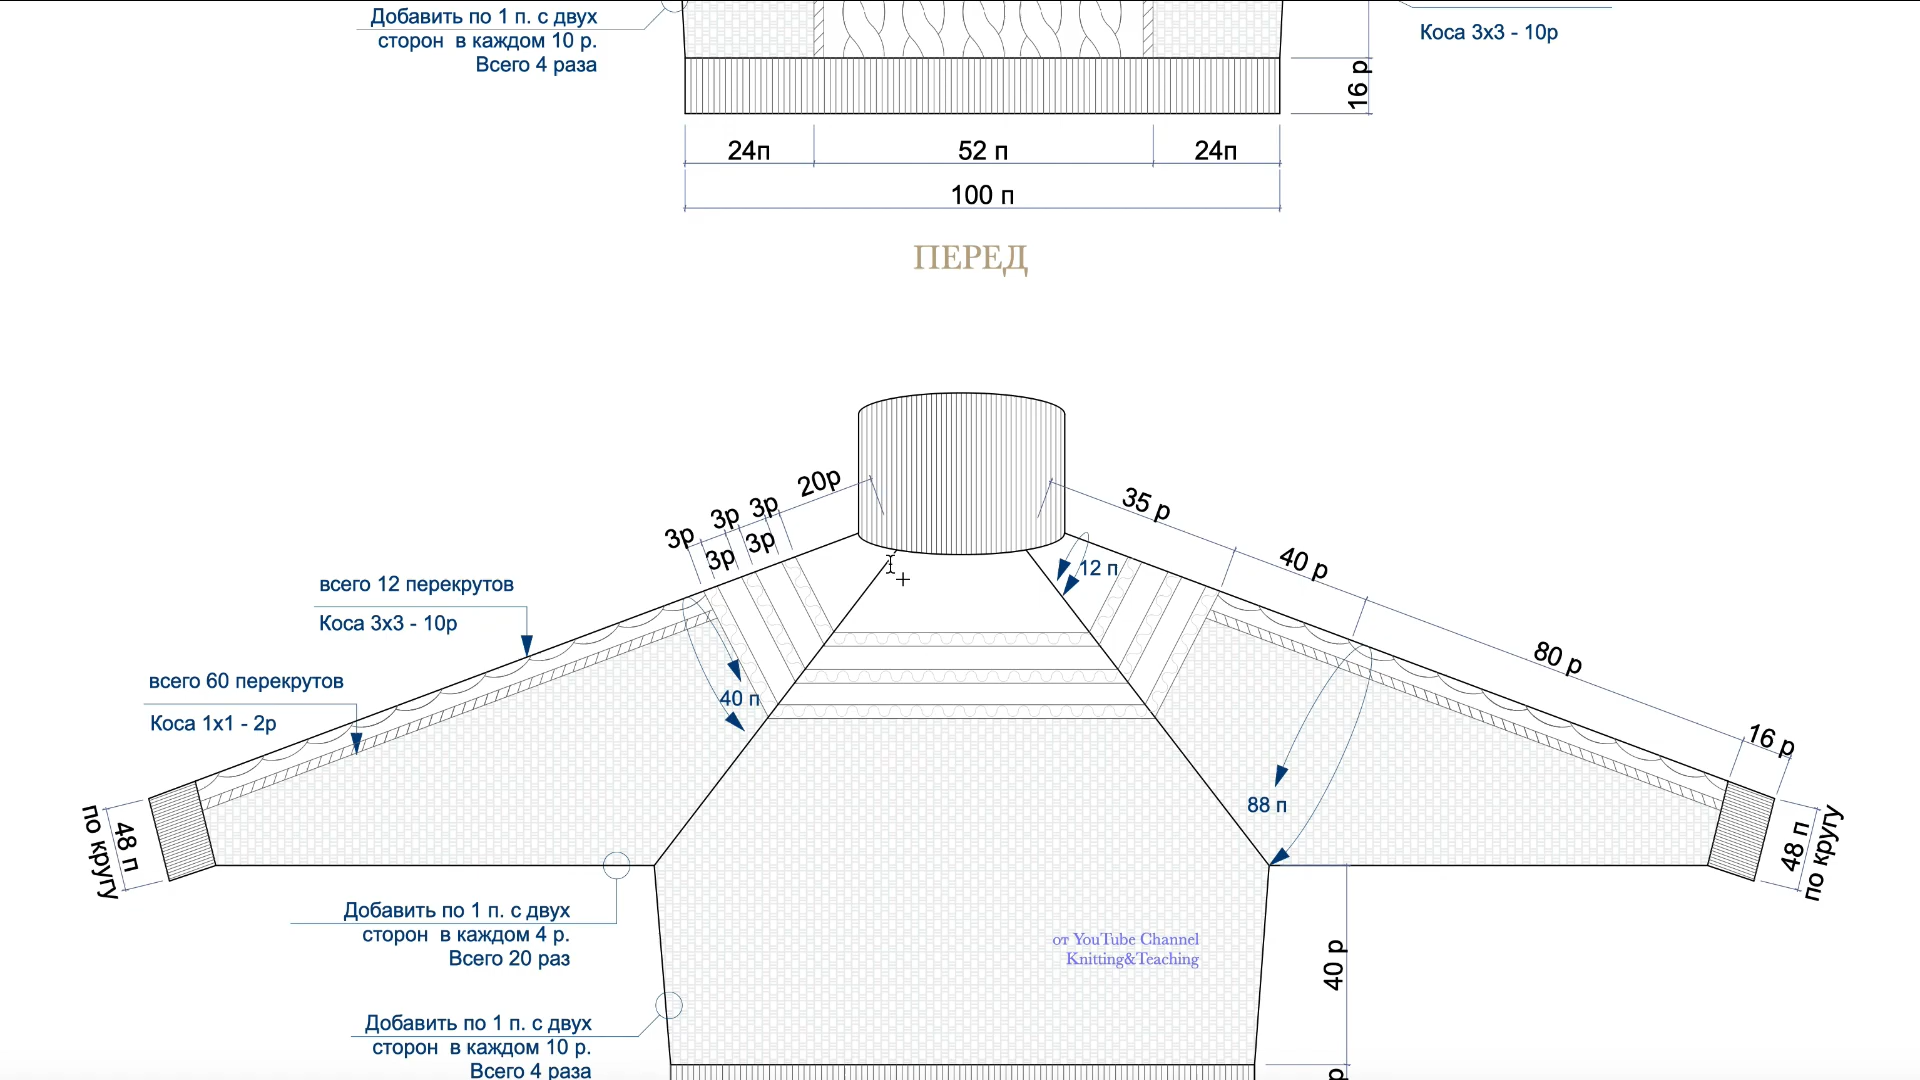 Добавить по 1 п. с двух
сторон в каждом 10 р.
Всего 4 раза
Коса 3х3 - 10р
16 р
24п
52 п
24п
100 п
ПЕРЕД
20р
3р
3р
3р
3р
3р
35 р
40 р
80 р
16 р
12 п
всего 12 перекрутов
Коса 3х3 - 10р
всего 60 перекрутов
Коса 1х1 - 2р
40 п
88 п
48 п
по кругу
48 п
по кругу
Добавить по 1 п. с двух
сторон в каждом 4 р.
Всего 20 раз
от YouTube Channel
Knitting&Teaching
40 р
Добавить по 1 п. с двух
сторон в каждом 10 р.
Всего 4 раза
р